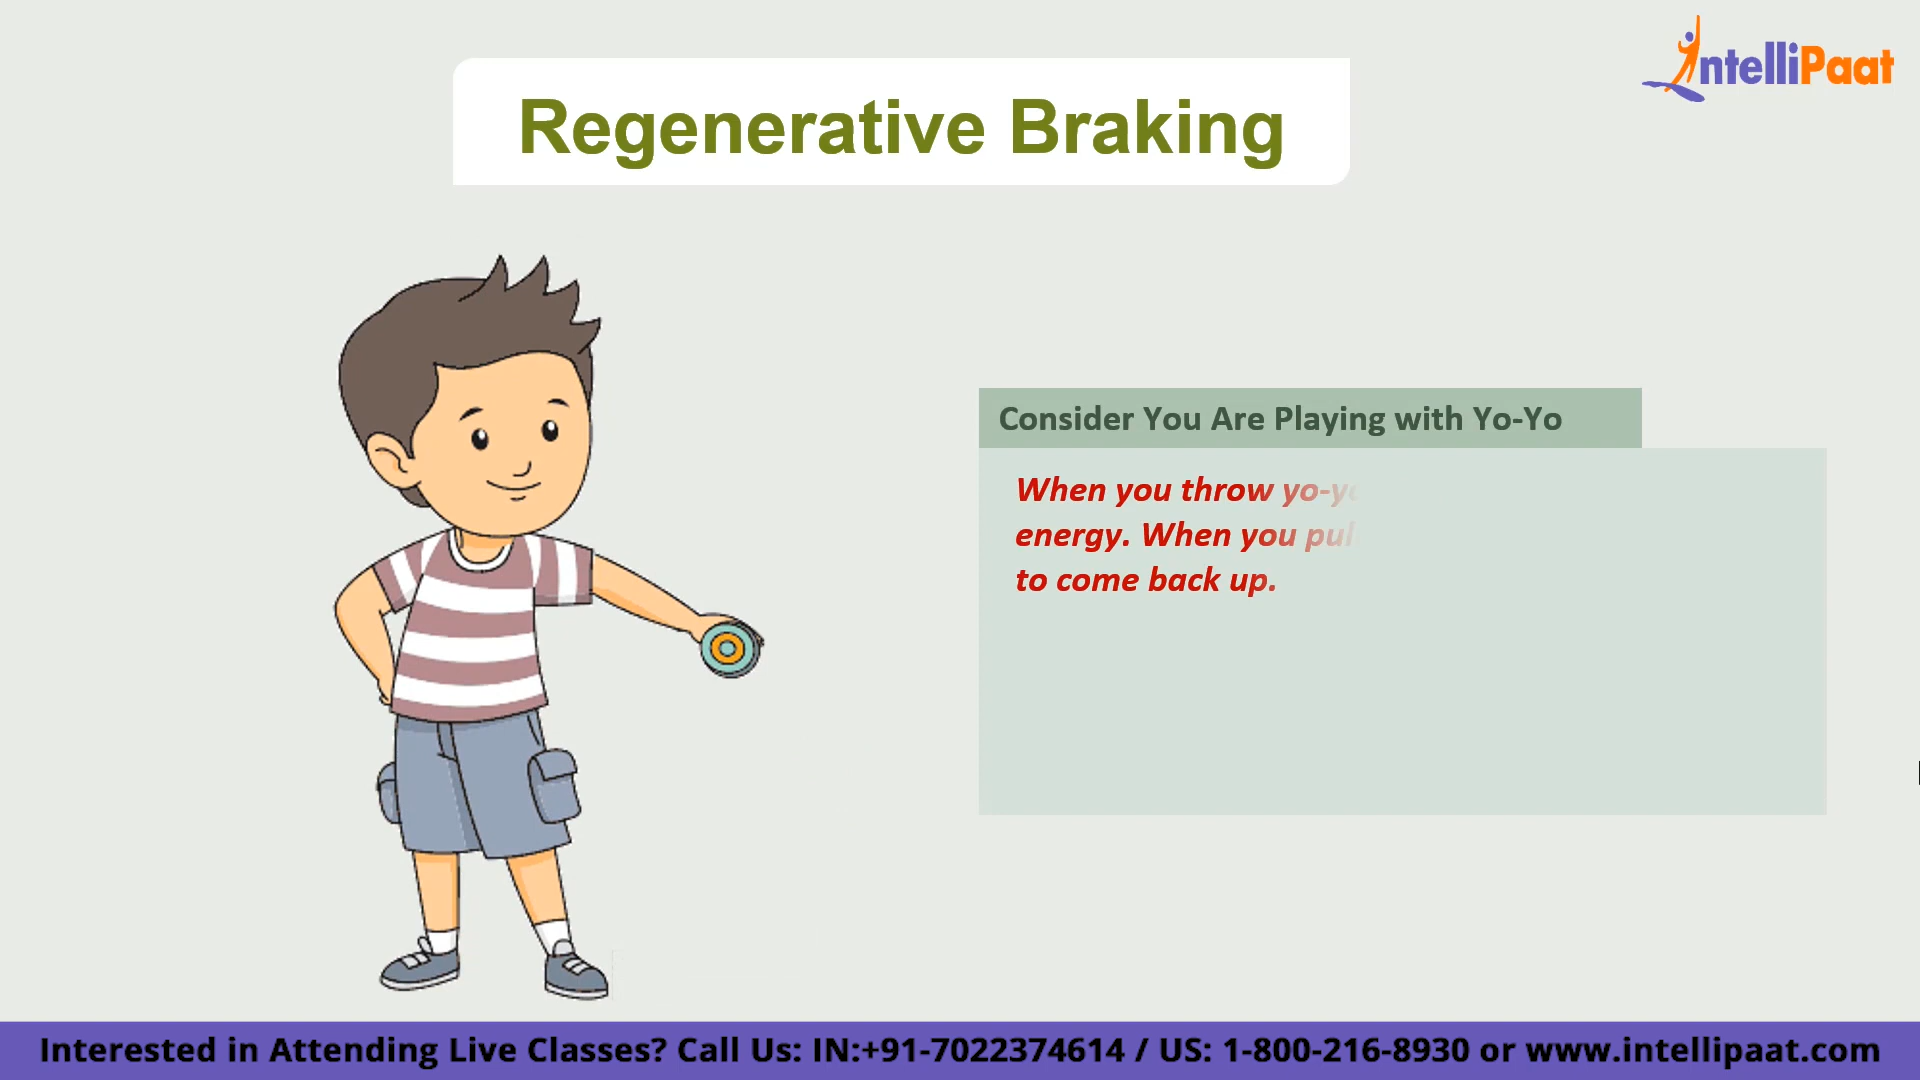 IntelliPaat
Regenerative Braking
Consider You Are Playing with Yo-Yo
When you throw
energy. When you
to come back up.
Interested in Attending Live Classes? Call Us: IN:+91-7022374614 / US: 1-800-216-8930 or www.intellipaat.com